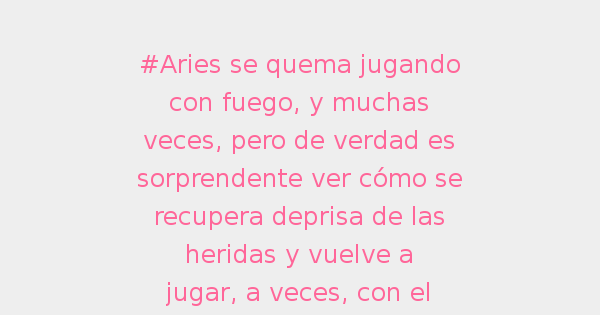 #Aries se quema jugando
con fuego, y muchas
veces, pero de verdad es
sorprendente ver cómo se
recupera deprisa de las
heridas y vuelve a
jugar, a veces, con el